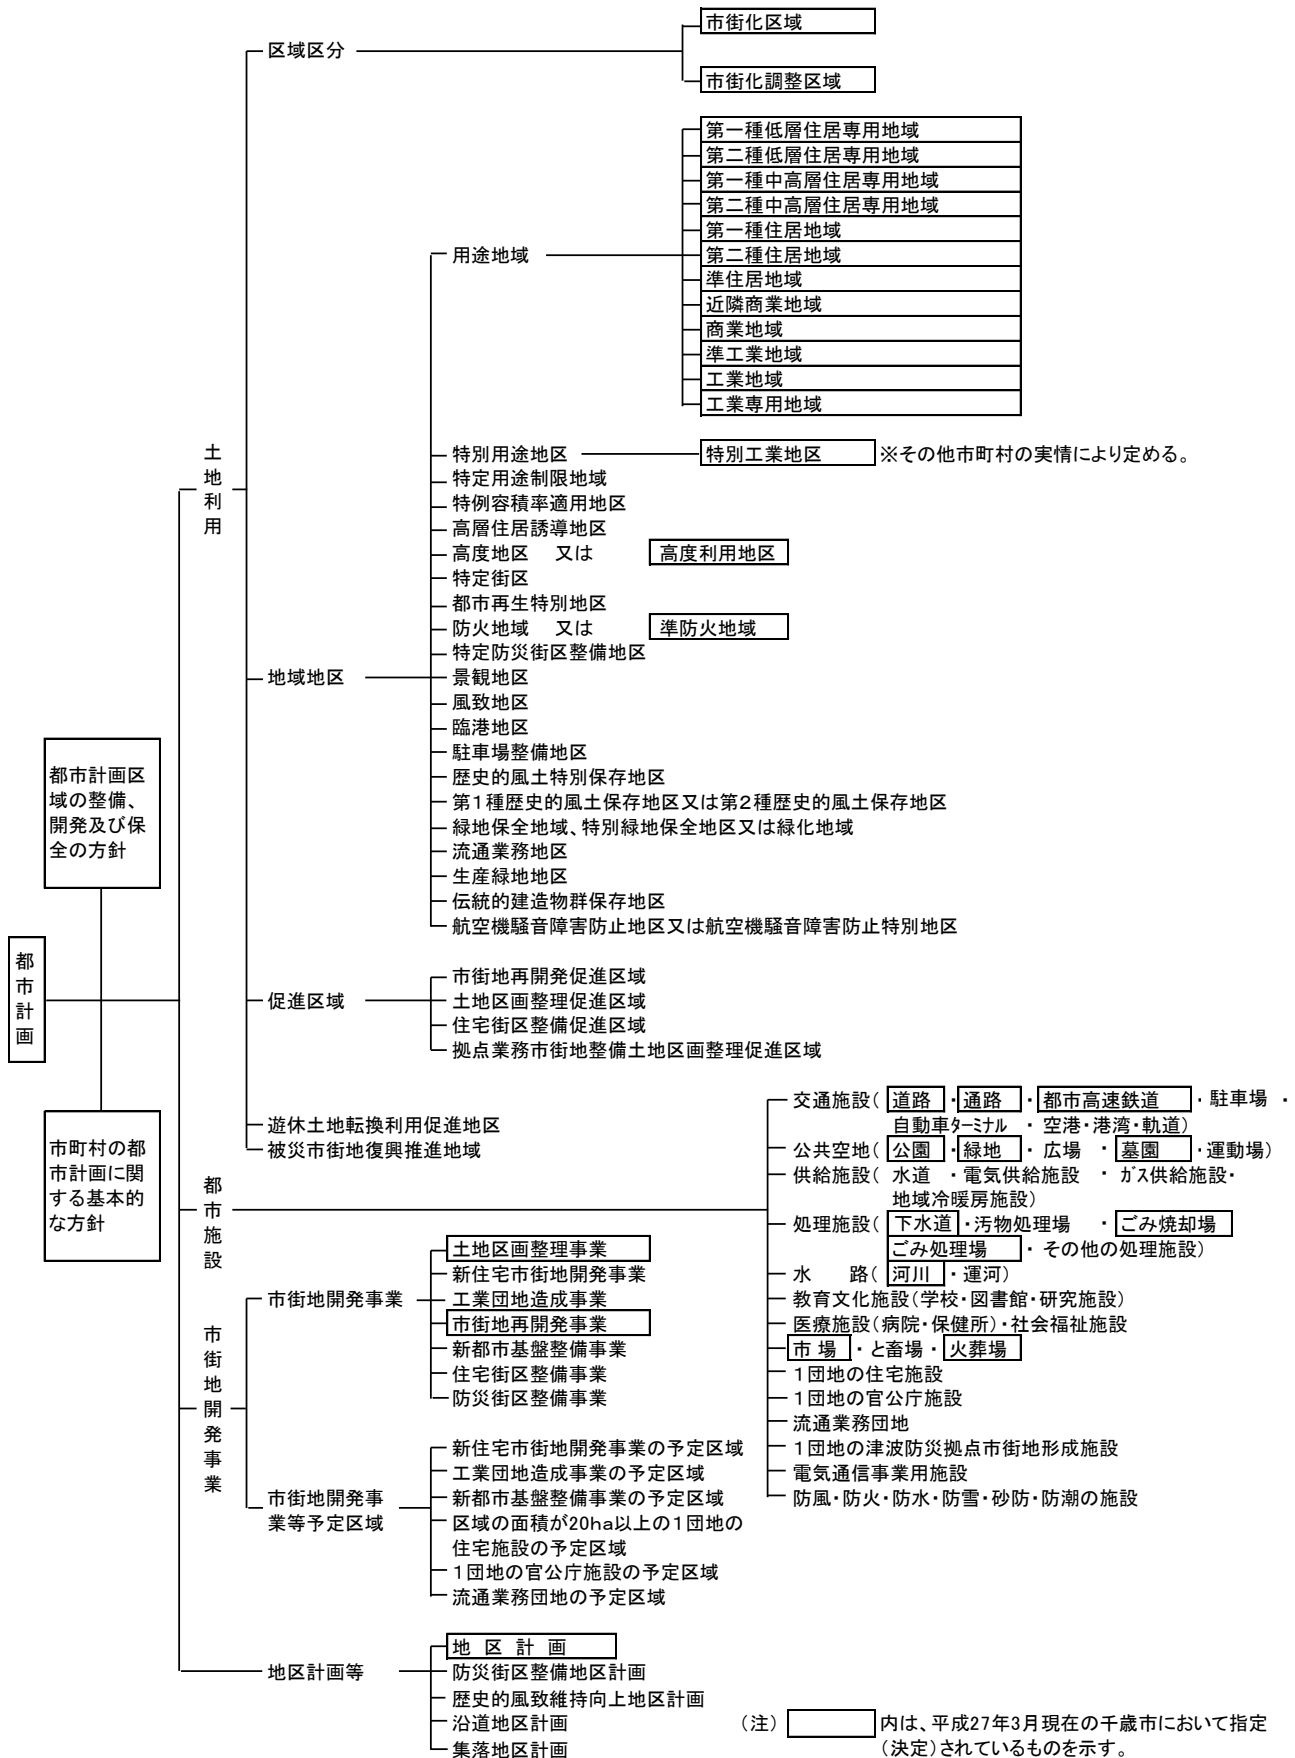 市街化区域
区域区分
市街化調整区域
第一種低層住居専用地域
第二種低層住居専用地域
第一種中高層住居専用地域
第二種中高層住居専用地域
第一種住居地域
用途地域
第二種住居地域
準住居地域
近隣商業地域
商業地域
準工業地域
工業地域
工業専用地域
土地利用
特別用途地区
特別工業地区
※その他市町村の実情により定める。
特定用途制限地域
特例容積率適用地区
高層住居誘導地区
高度地区 又は 高度利用地区
特定街区
都市再生特別地区
防火地域 又は 準防火地域
特定防災街区整備地区
地域地区
景観地区
風致地区
臨港地区
駐車場整備地区
歴史的風土特別保存地区
第1種歴史的風土保存地区又は第2種歴史的風土保存地区
緑地保全地域、特別緑地保全地区又は緑化地域
流通業務地区
生産緑地地区
伝統的建造物群保存地区
航空機騒音障害防止地区又は航空機騒音障害防止特別地区
都市計画区
域の整備、
開発及び保
全の方針
都市計画
市町村の都
市計画に関
する基本的
な方針
促進区域
市街地再開発促進区域
土地区画整理促進区域
住宅街区整備促進区域
拠点業務市街地整備土地区画整理促進区域
遊休土地転換利用促進地区
被災市街地復興推進地域
都市施設
交通施設( 道路 ・ 通路 ・ 都市高速鉄道 ・ 駐車場 ・
自動車ターミナル ・ 空港・港湾・軌道)
公共空地( 公園 ・ 緑地 ・ 広場 ・ 墓園 ・運動場)
供給施設( 水道 ・電気供給施設 ・ ガス供給施設・
地域冷暖房施設)
処理施設( 下水道 ・汚物処理場 ・ ごみ焼却場
ごみ処理場 ・ その他の処理施設)
水 路( 河川 ・運河)
教育文化施設(学校・図書館・研究施設)
医療施設(病院・保健所)・社会福祉施設
市 場 ・ と畜場・ 火葬場
1団地の住宅施設
1団地の官公庁施設
流通業務団地
1団地の津波防災拠点市街地形成施設
電気通信事業用施設
防風・防火・防水・防雪・砂防・防潮の施設
市街地開発事業
市街地開発事業
土地区画整理事業
新住宅市街地開発事業
工業団地造成事業
市街地再開発事業
新都市基盤整備事業
住宅街区整備事業
防災街区整備事業
市街地開発事
業等予定区域
新住宅市街地開発事業の予定区域
工業団地造成事業の予定区域
新都市基盤整備事業の予定区域
区域の面積が20ha以上の1団地の
住宅施設の予定区域
1団地の官公庁施設の予定区域
流通業務団地の予定区域
地区計画等
地 区 計 画
防災街区整備地区計画
歴史的風致維持向上地区計画
沿道地区計画
集落地区計画
(注) 内は、平成27年3月現在の千歳市において指定
(決定)されているものを示す。